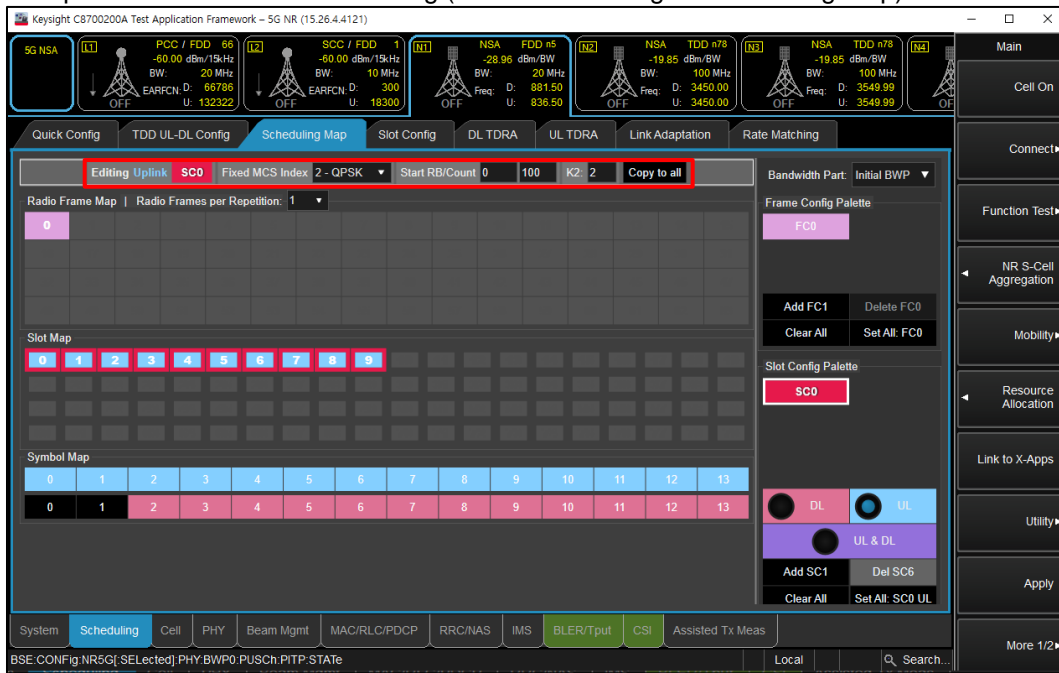 Keysight C8700200A Test Application Framework – 5G NR (15.26.4.4121)
5G NSA
L1 PCC / FDD 66
-60.00 dBm/15kHz
BW: 20 MHz
EARFCN: D: 66786
U: 132322
OFF
L2 SCC / FDD 1
-60.00 dBm/15kHz
BW: 10 MHz
EARFCN: D: 300
U: 18300
OFF
N1 NSA FDD n5
-28.96 dBm/BW
BW: 20 MHz
Freq: D: 881.50
U: 836.50
OFF
N2 NSA TDD n78
-19.85 dBm/BW
BW: 100 MHz
Freq: D: 3450.00
U: 3450.00
OFF
N3 NSA TDD n78
-19.85 dBm/BW
BW: 100 MHz
Freq: D: 3549.99
U: 3549.99
OFF
N4
OF
Quick Config TDD UL-DL Config Scheduling Map Slot Config DL TDRA UL TDRA Link Adaptation Rate Matching
Editing Uplink SC0 Fixed MCS Index 2 - QPSK Start RB/Count 0 100 K2: 2 Copy to all
Radio Frame Map | Radio Frames per Repetition: 1
0
Slot Map
0 1 2 3 4 5 6 7 8 9
Symbol Map
0 1 2 3 4 5 6 7 8 9 10 11 12 13
0 1 2 3 4 5 6 7 8 9 10 11 12 13
Bandwidth Part: Initial BWP
Frame Config Palette
FC0
Add FC1 Delete FC0
Clear All Set All: FC0
Slot Config Palette
SC0
DL UL
UL & DL
Add SC1 Del SC6
Clear All Set All: SC0 UL
Main
Cell On
Connect
Function Test
NR S-Cell
Aggregation
Mobility
Resource
Allocation
Link to X-Apps
Utility
Apply
More 1/2
System Scheduling Cell PHY Beam Mgmt MAC/RLC/PDCP RRC/NAS IMS BLER/Tput CSI Assisted Tx Meas
BSE:CONFig:NR5G[:SELected]:PHY:BWP0:PUSCh:PITP:STATe
Local Search...